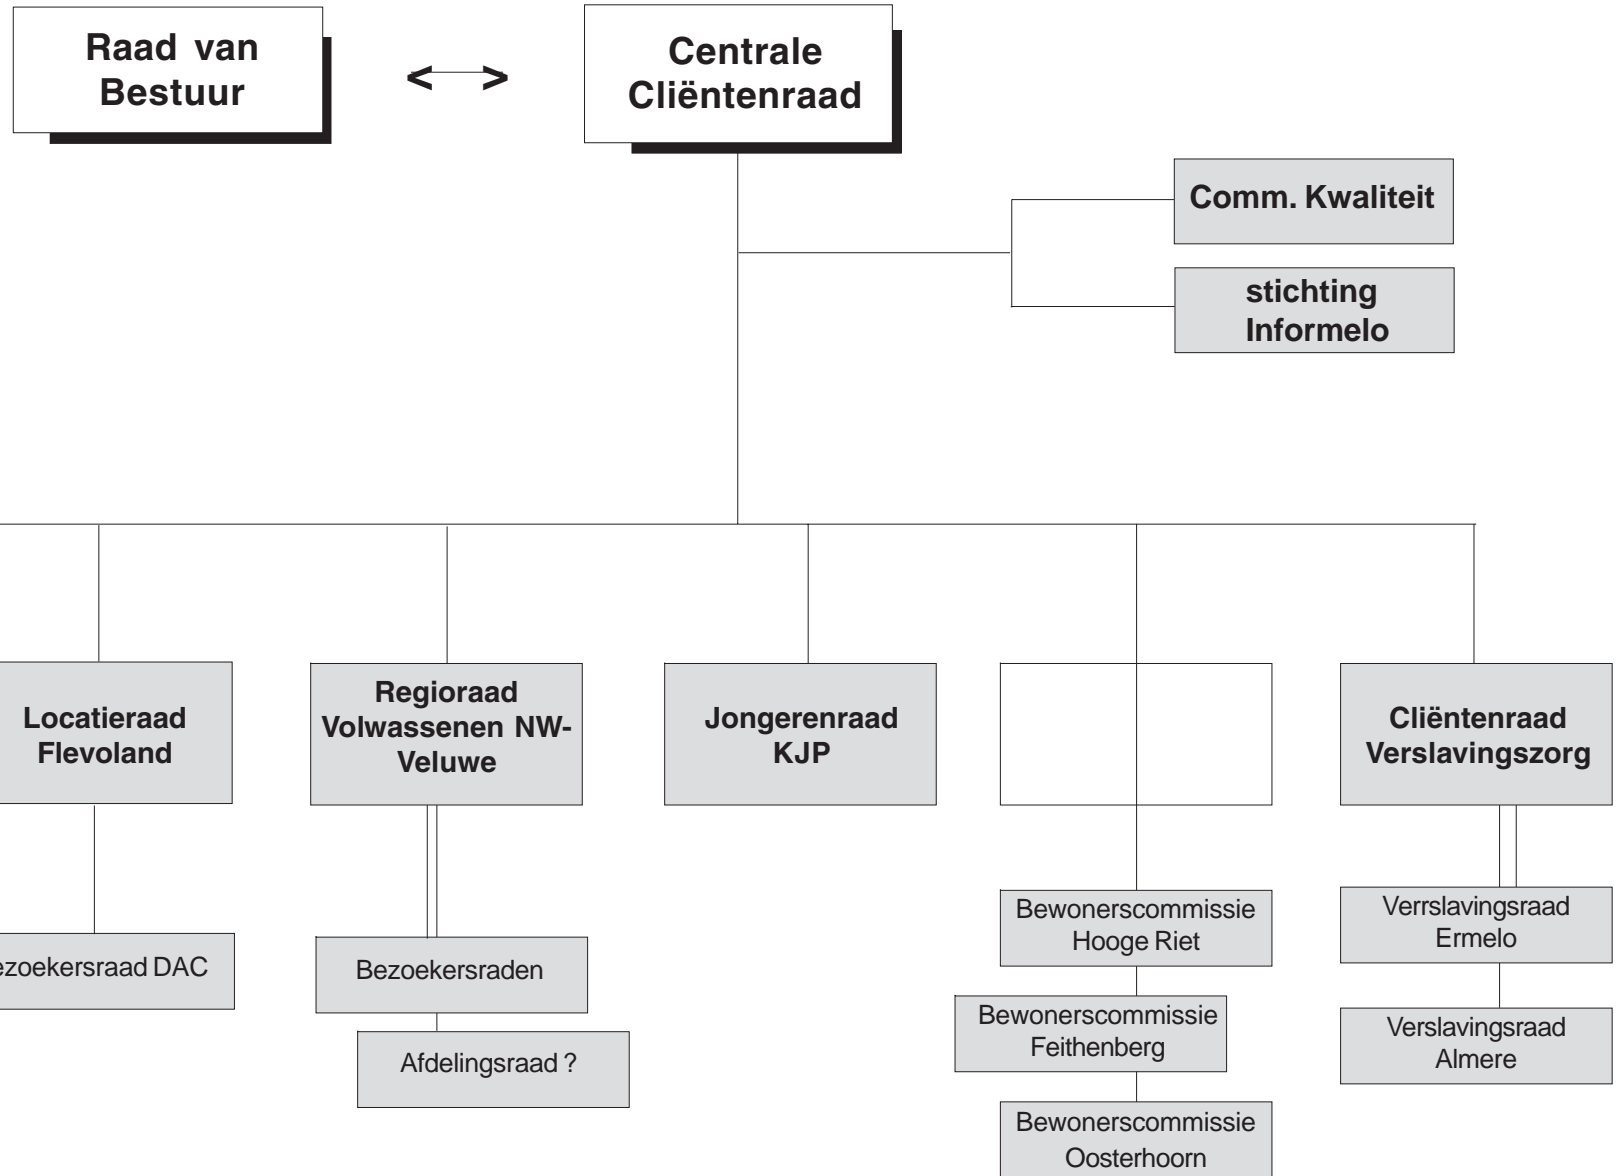 Raad van
Bestuur
< >
Centrale
Cliëntenraad
Comm. Kwaliteit
stichting
Informelo
Locatieraad
Flevoland
Regioraad
Volwassenen NW-
Veluwe
Jongerenraad
KJP
Cliëntenraad
Verslavingszorg
ezoekersraad DAC
Bezoekersraden
Afdelingsraad ?
Bewonerscommissie
Hooge Riet
Bewonerscommissie
Feithenberg
Bewonerscommissie
Oosterhoorn
Verrslavingsraad
Ermelo
Verslavingsraad
Almere